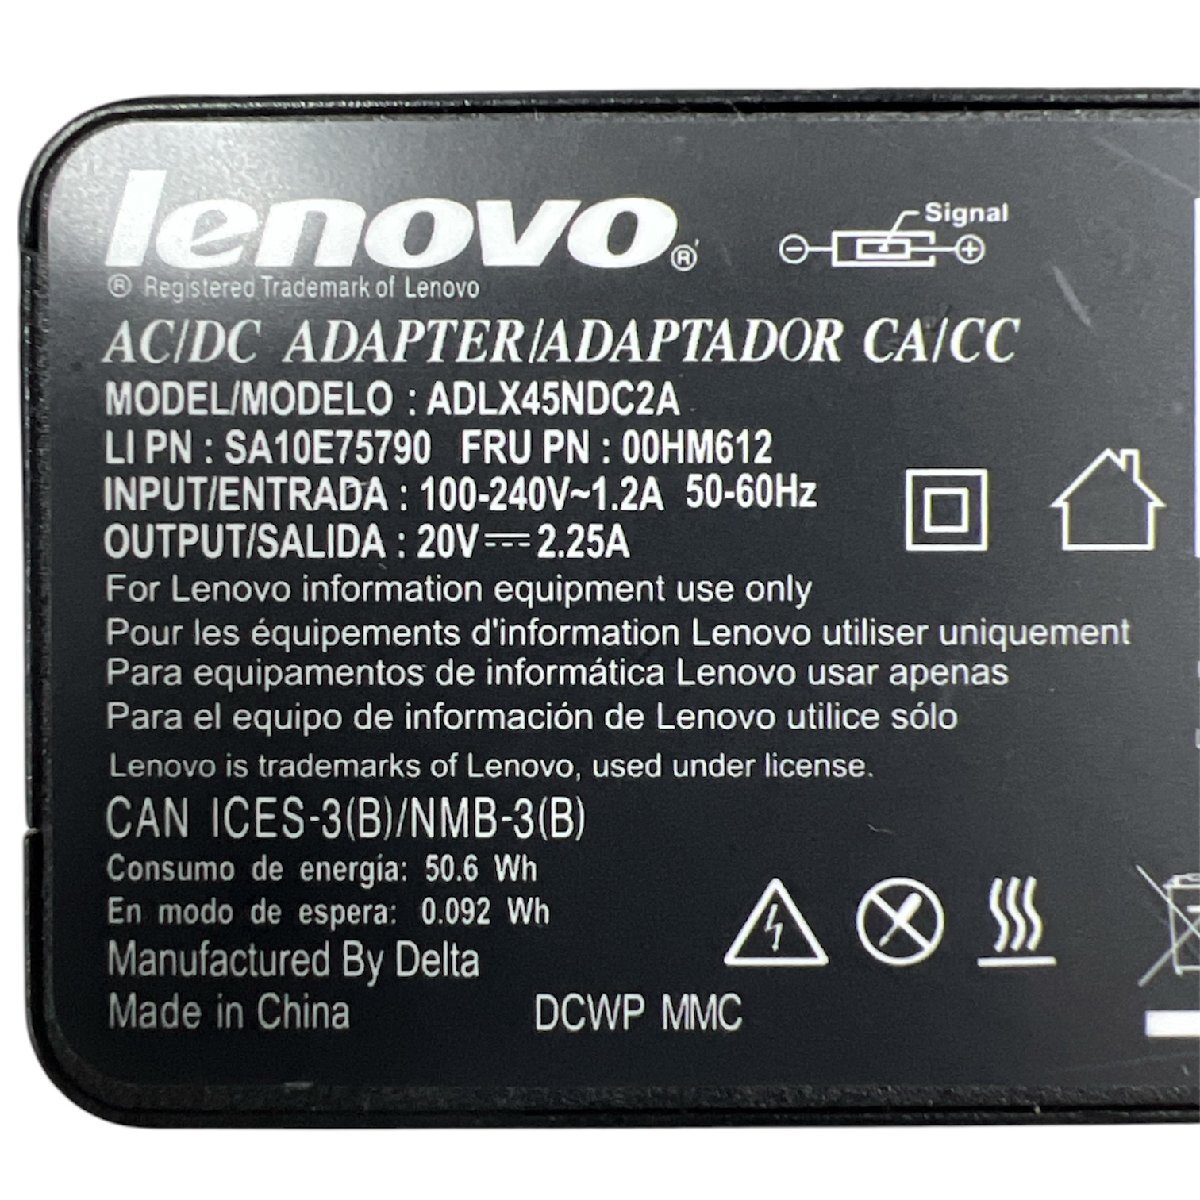 lenovo®
Signal
® Registered Trademark of Lenovo
AC/DC ADAPTER/ADAPTADOR CA/CC
MODEL/MODELO : ADLX45NDC2A
LI PN : SA10E75790 FRU PN : 00HM612
INPUT/ENTRADA : 100-240V~1.2A 50-60Hz
OUTPUT/SALIDA : 20V⎓2.25A
For Lenovo information equipment use only
Pour les équipements d'information Lenovo utiliser uniquement
Para equipamentos de informática Lenovo usar apenas
Para el equipo de información de Lenovo utilice sólo
Lenovo is trademarks of Lenovo, used under license.
CAN ICES-3(B)/NMB-3(B)
Consumo de energía: 50.6 Wh
En modo de espera: 0.092 Wh
Manufactured By Delta
Made in China DCWP MMC